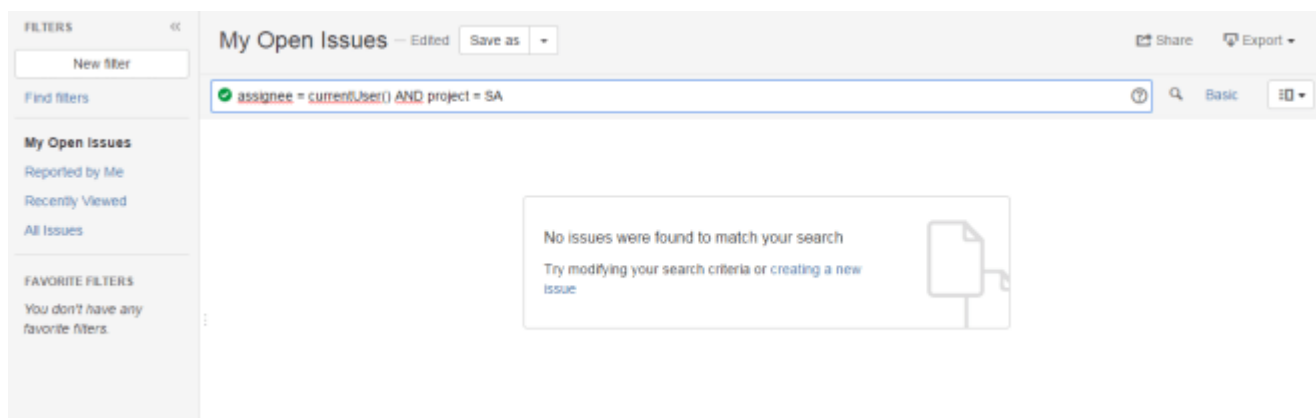 FILTERS
New filter
Find filters
My Open Issues
Reported by Me
Recently Viewed
All Issues
FAVORITE FILTERS
You don't have any
favorite filters.
My Open Issues — Edited Save as
Share Export
assignee = currentUser() AND project = SA
Basic
No issues were found to match your search
Try modifying your search criteria or creating a new
issue